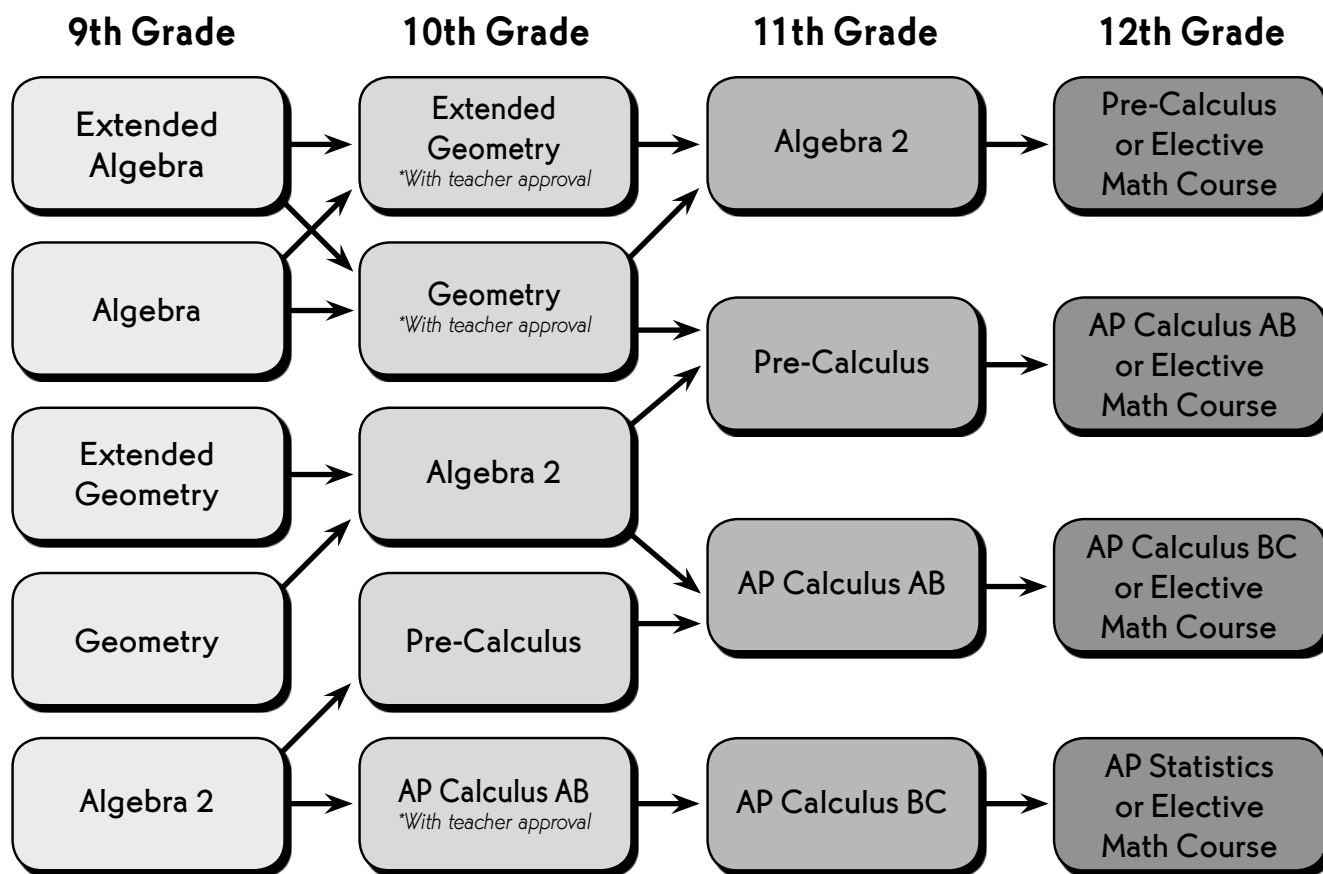 9th Grade
10th Grade
11th Grade
12th Grade
Extended
Algebra
Extended
Geometry
*With teacher approval
Algebra 2
Pre-Calculus
or Elective
Math Course
Algebra
Geometry
*With teacher approval
Pre-Calculus
AP Calculus AB
or Elective
Math Course
Extended
Geometry
Algebra 2
AP Calculus AB
AP Calculus BC
or Elective
Math Course
Geometry
Pre-Calculus
Algebra 2
AP Calculus AB
*With teacher approval
AP Calculus BC
AP Statistics
or Elective
Math Course